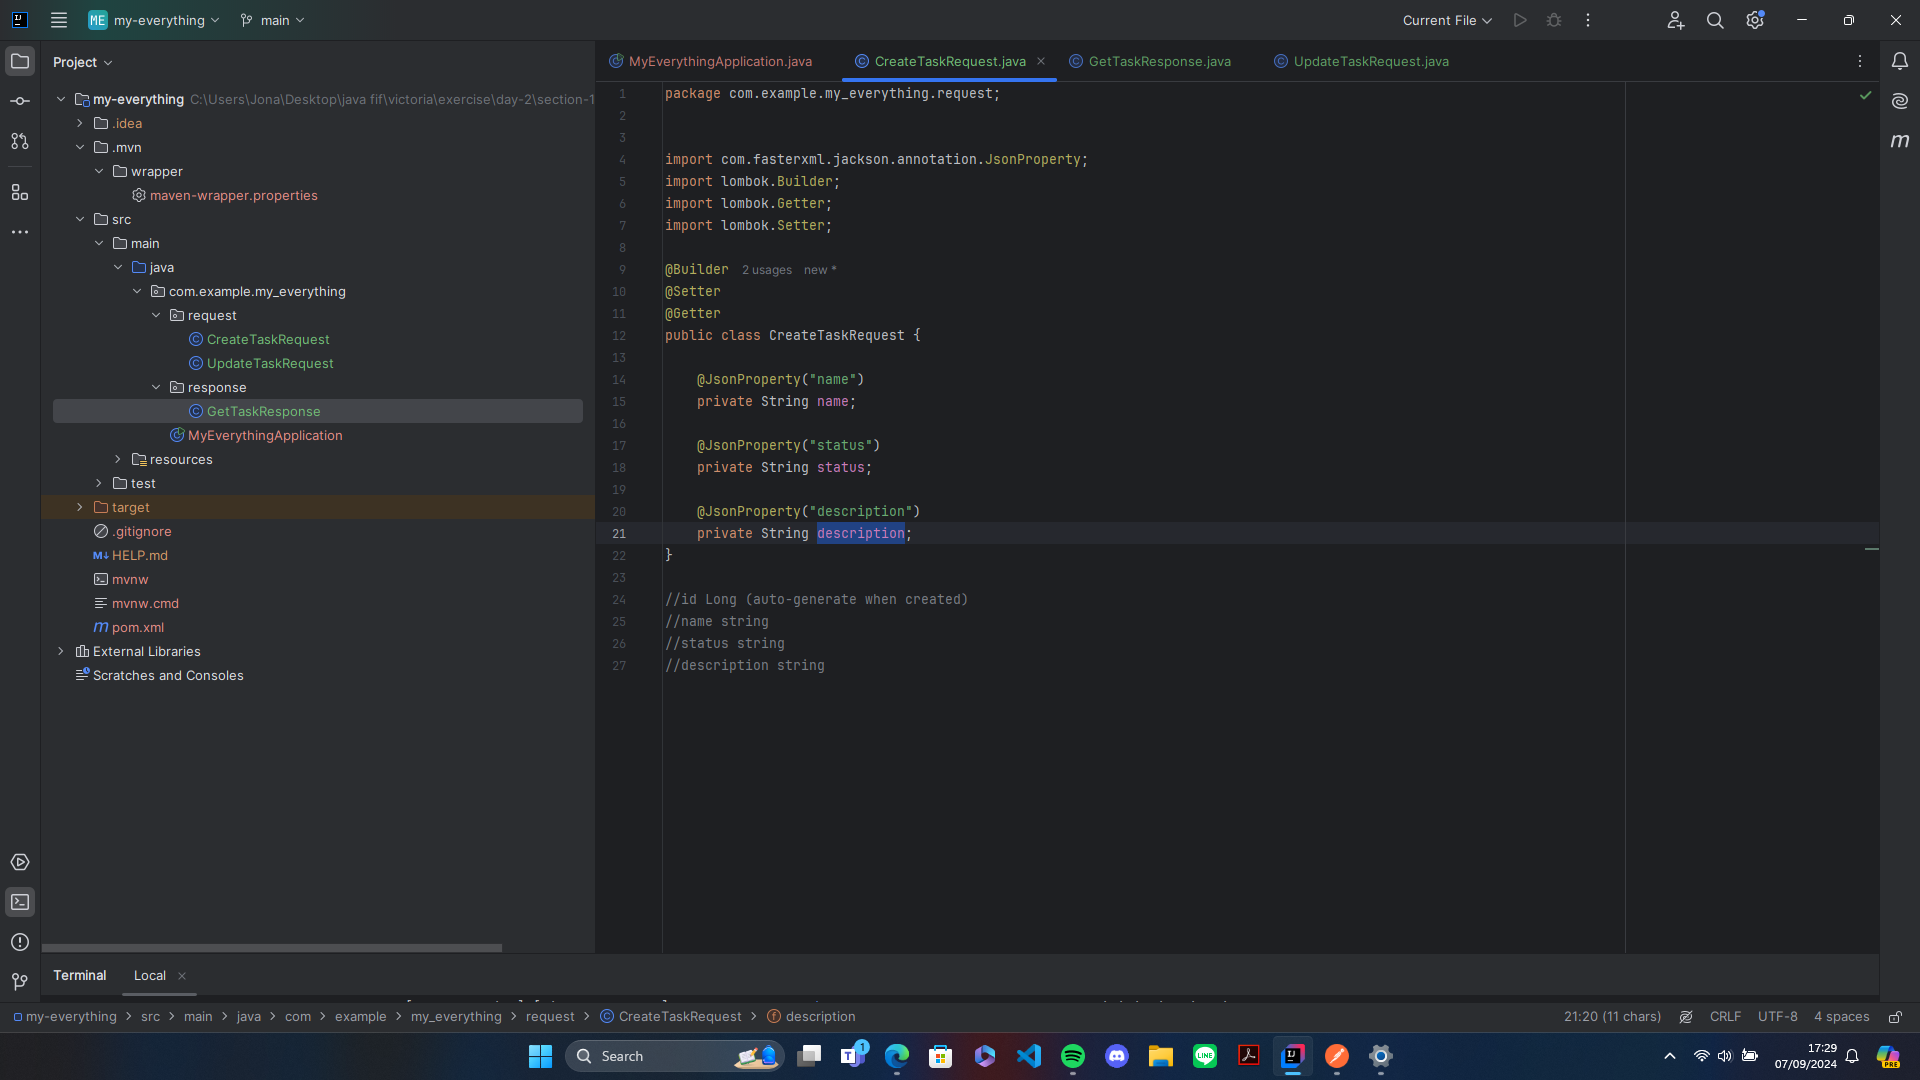 ME my-everything main Current File
Project
my-everything C:\Users\Jona\Desktop\java fif\victoria\exercise\day-2\section-1
.idea
.mvn
wrapper
maven-wrapper.properties
src
main
java
com.example.my_everything
request
CreateTaskRequest
UpdateTaskRequest
response
GetTaskResponse
MyEverythingApplication
resources
test
target
.gitignore
HELP.md
mvnw
mvnw.cmd
pom.xml
External Libraries
Scratches and Consoles
MyEverythingApplication.java CreateTaskRequest.java GetTaskResponse.java UpdateTaskRequest.java
1 package com.example.my_everything.request;
2
3
4 import com.fasterxml.jackson.annotation.JsonProperty;
5 import lombok.Builder;
6 import lombok.Getter;
7 import lombok.Setter;
8
9 @Builder 2 usages new *
10 @Setter
11 @Getter
12 public class CreateTaskRequest {
13
14 @JsonProperty("name")
15 private String name;
16
17 @JsonProperty("status")
18 private String status;
19
20 @JsonProperty("description")
21 private String description;
22 }
23
24 //id Long (auto-generate when created)
25 //name string
26 //status string
27 //description string
Terminal Local
my-everything > src > main > java > com > example > my_everything > request > CreateTaskRequest > description 21:20 (11 chars) CRLF UTF-8 4 spaces
Search 1 LINE 17:29
07/09/2024 PRE